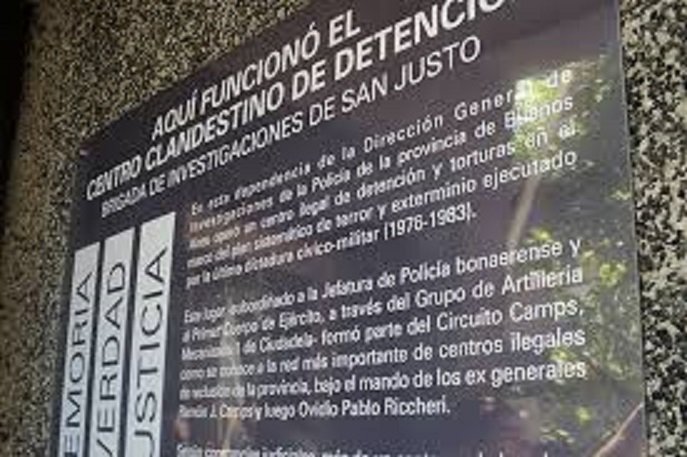 AQUÍ FUNCIONÓ EL
CENTRO CLANDESTINO DE DETENCIÓ
BRIGADA DE INVESTIGACIONES DE SAN JUSTO
En esta dependencia de la Dirección General de
Investigaciones de la Policía de la provincia de Buenos
Aires operó un centro ilegal de detención y torturas en el
marco del plan sistemático de terror y exterminio ejecutado
por la última dictadura cívico-militar (1976-1983).
Este lugar, subordinado a la Jefatura de Policía bonaerense y
al Primer Cuerpo de Ejército, a través del Grupo de Artillería
Mecanizada 1 de Ciudadela- formó parte del Circuito Camps,
como se conoce a la red más importante de centros ilegales
de reclusión de la provincia, bajo el mando de los ex generales
Ramón J. Camps y luego Ovidio Pablo Riccheri.
EMORIA
VERDAD
USTICIA